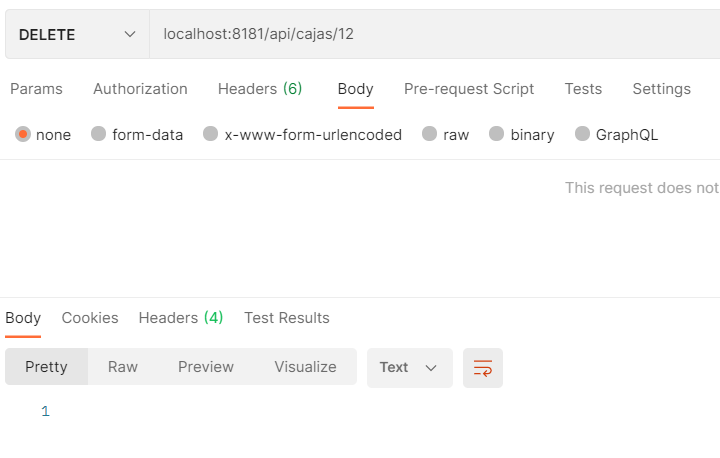 DELETE localhost:8181/api/cajas/12
Params Authorization Headers (6) Body Pre-request Script Tests Settings
none form-data x-www-form-urlencoded raw binary GraphQL
This request does not
Body Cookies Headers (4) Test Results
Pretty Raw Preview Visualize Text
1